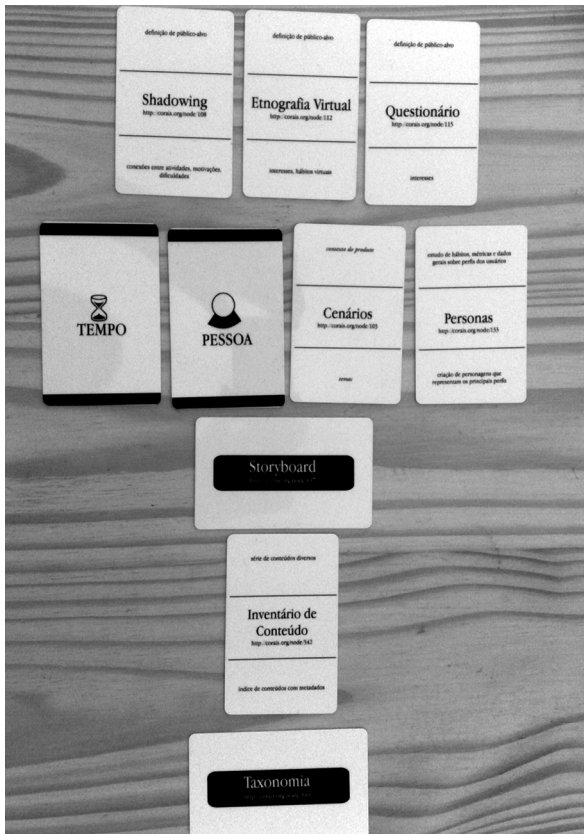 definição de público-alvo
Shadowing
http://corais.org/node/108
conexões entre atividades, motivações,
dificuldades
definição de público-alvo
Etnografia Virtual
http://corais.org/node/112
interesses, hábitos virtuais
definição de público-alvo
Questionário
http://corais.org/node/115
interesses
TEMPO
PESSOA
contexto do produto
Cenários
http://corais.org/node/103
temas
estudo de hábitos, métricas e dados
gerais sobre perfis dos usuários
Personas
http://corais.org/node/133
criação de personagens que
representam os principais perfis
Storyboard
série de conteúdos diversos
Inventário de
Conteúdo
http://corais.org/node/542
índice de conteúdos com metadados
Taxonomia